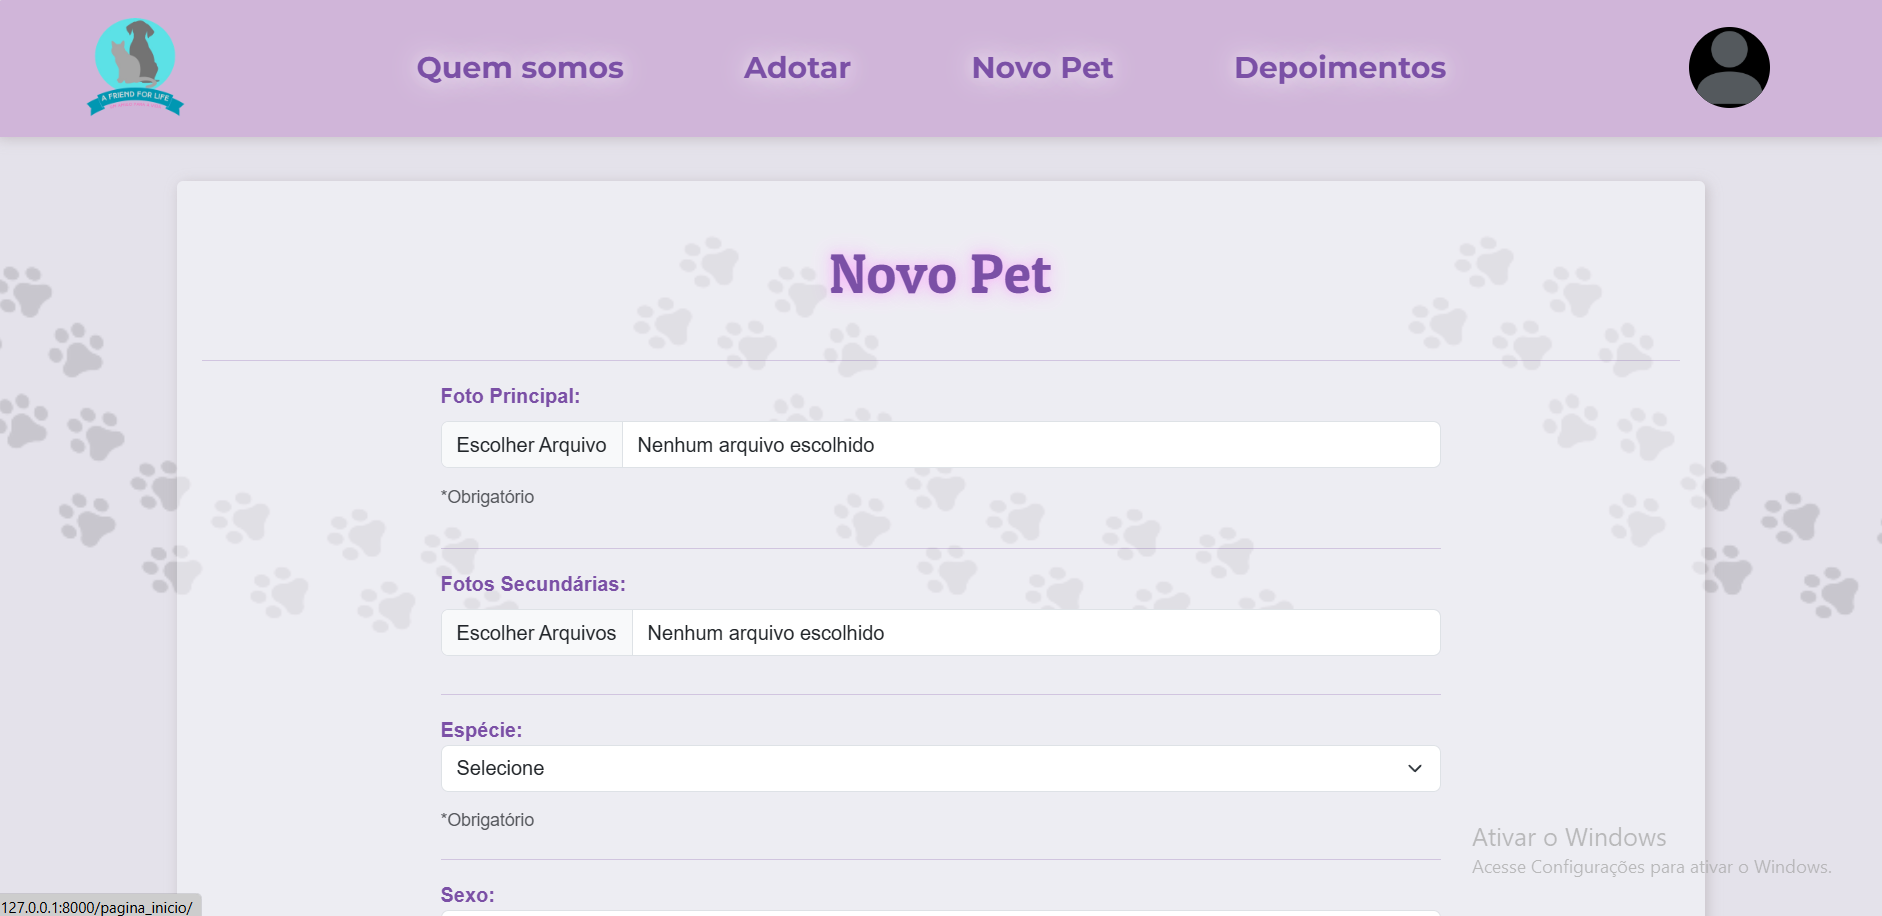 A FRIEND FOR LIFE
Quem somos
Adotar
Novo Pet
Depoimentos
Novo Pet
Foto Principal:
Escolher Arquivo
Nenhum arquivo escolhido
*Obrigatório
Fotos Secundárias:
Escolher Arquivos
Nenhum arquivo escolhido
Espécie:
Selecione
*Obrigatório
Sexo:
Ativar o Windows
Acesse Configurações para ativar o Windows.
127.0.0.1:8000/pagina_inicio/